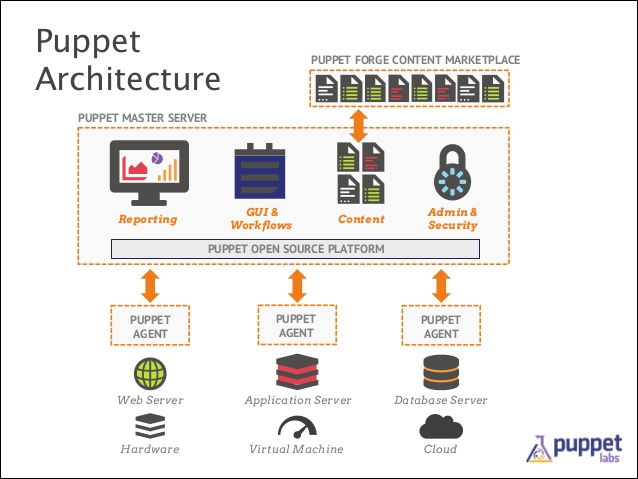 Puppet
Architecture
PUPPET FORGE CONTENT MARKETPLACE
PUPPET MASTER SERVER
Reporting
GUI &
Workflows
Content
Admin &
Security
PUPPET OPEN SOURCE PLATFORM
PUPPET
AGENT
PUPPET
AGENT
PUPPET
AGENT
Web Server
Application Server
Database Server
Hardware
Virtual Machine
Cloud
puppet
labs